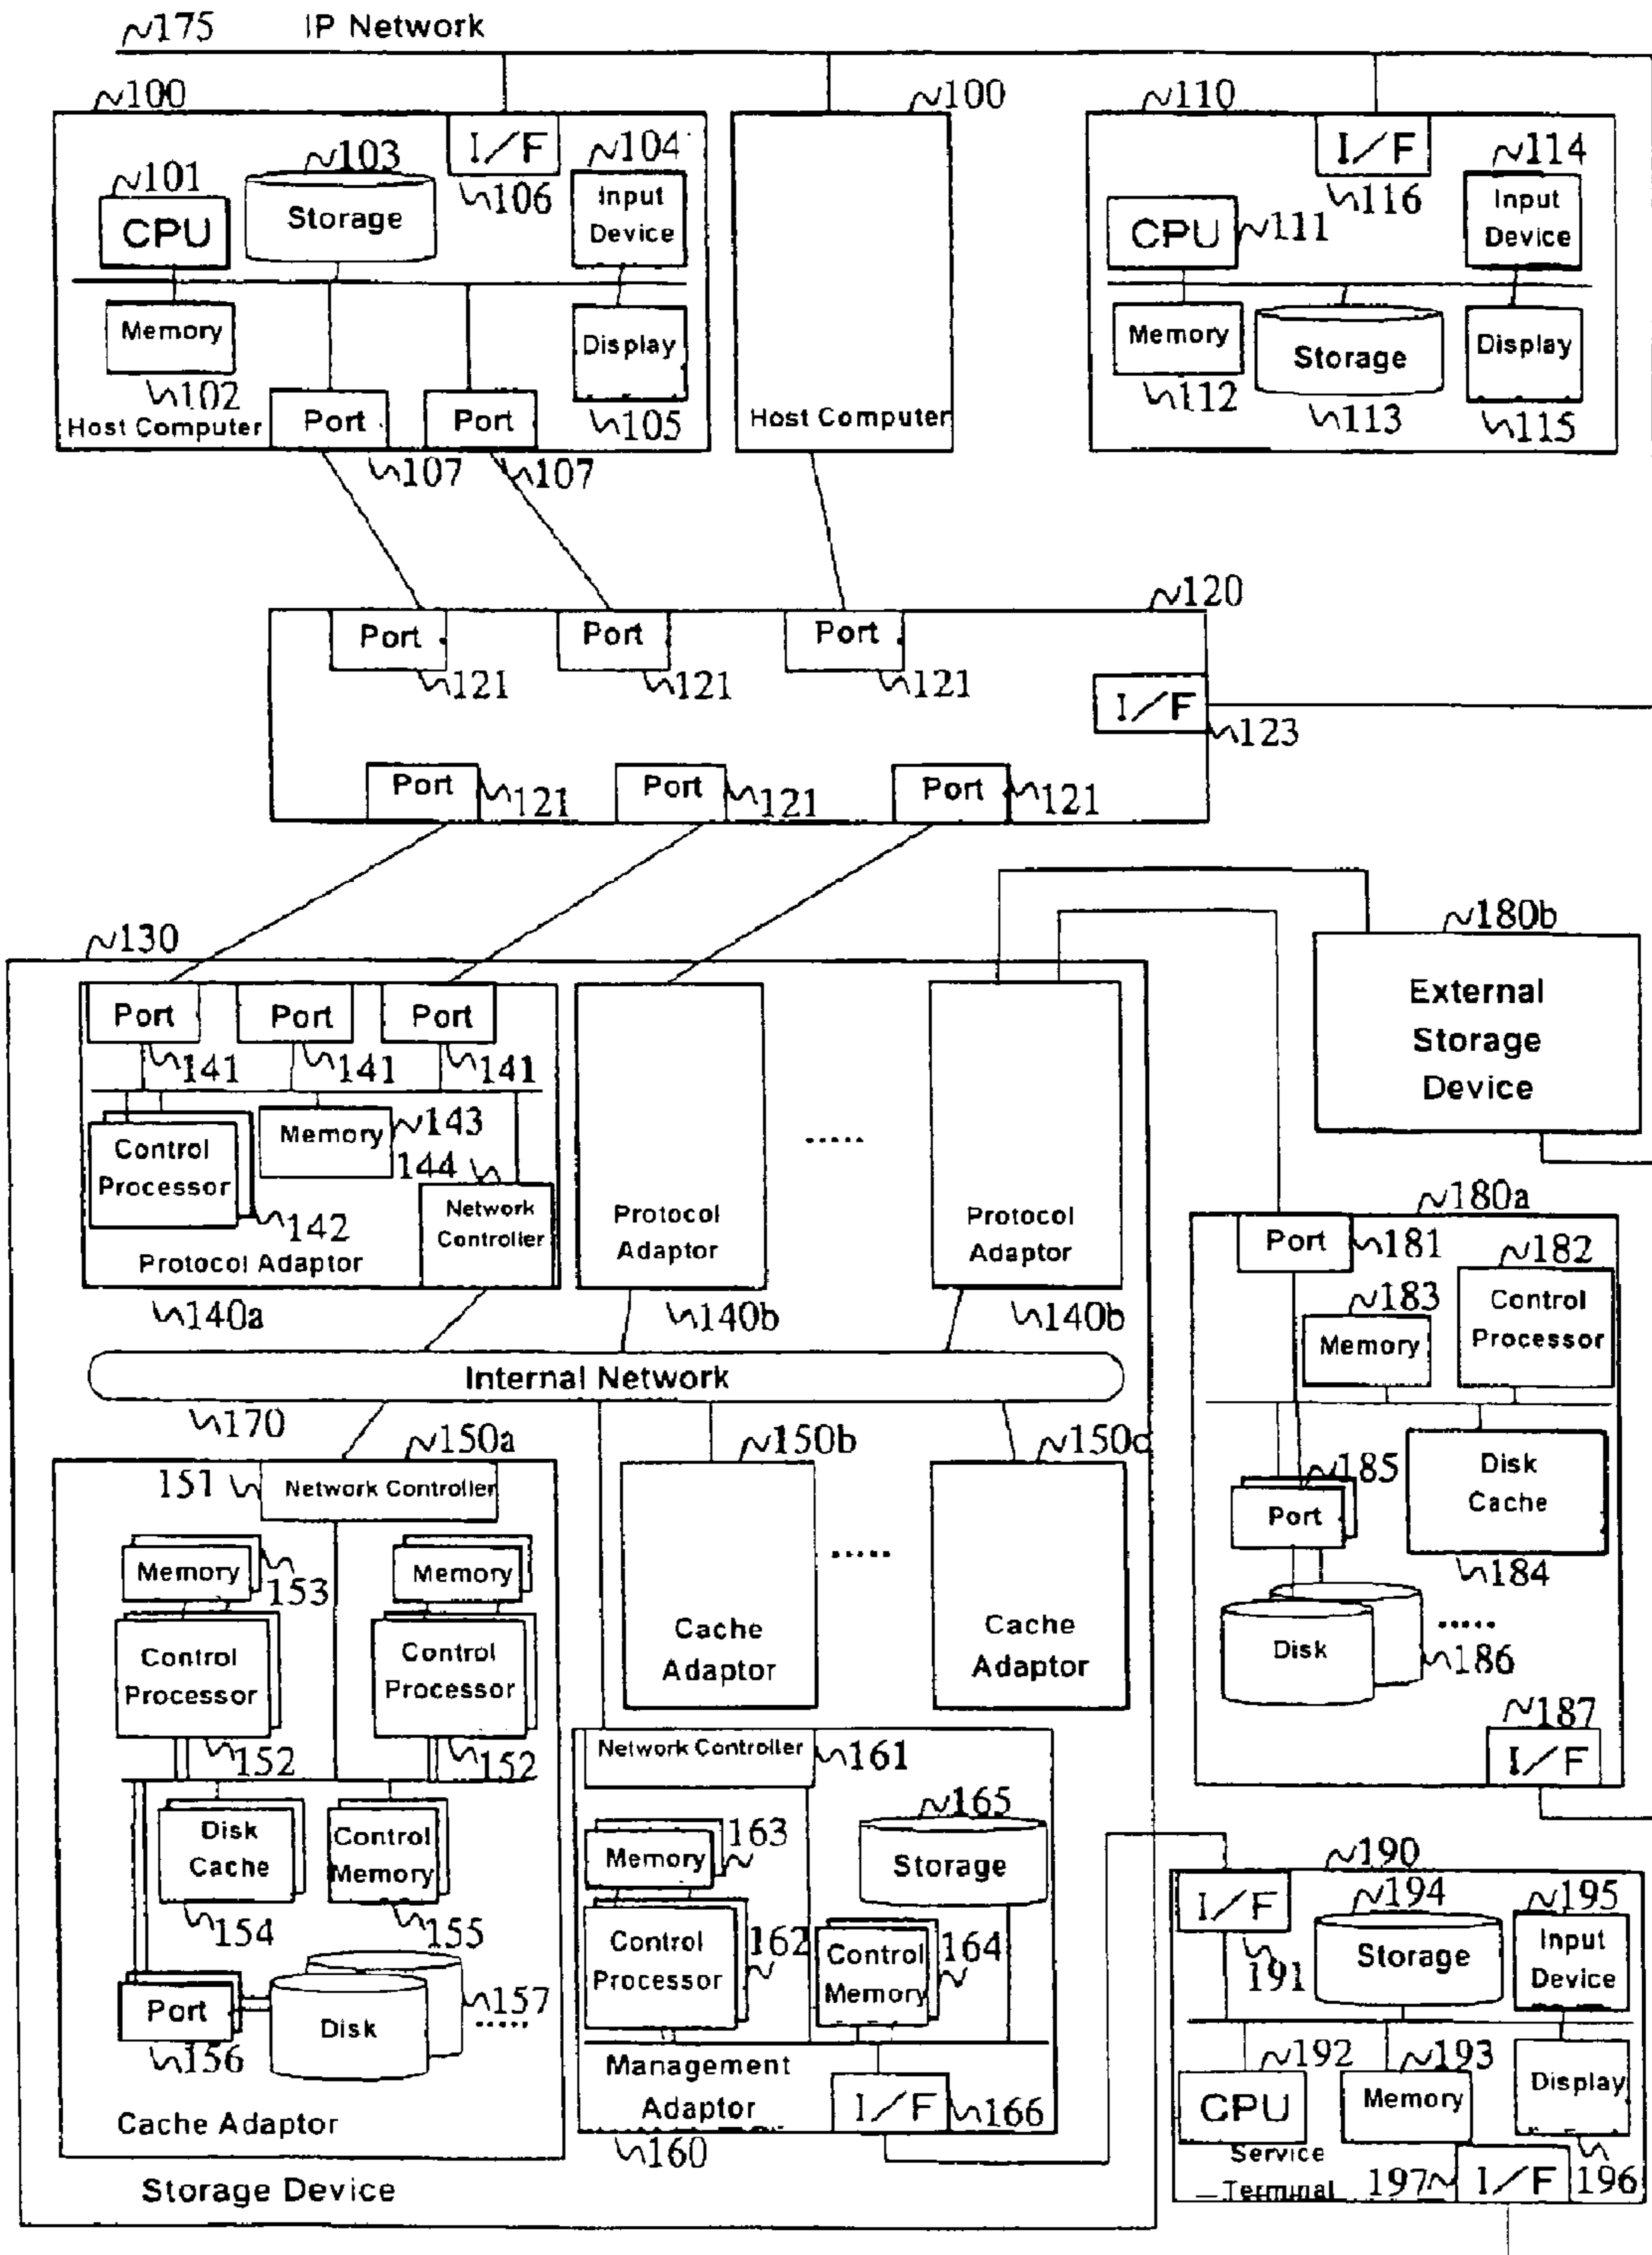 175 IP Network
100
100
110
103
I/F
104
I/F
114
101
106
Input
Device
116
Input
Device
CPU
Storage
CPU
111
Memory
Display
Memory
Storage
Display
102
105
112
113
115
Host Computer
Port
Port
Host Computer
107
107
120
Port
Port
Port
121
121
121
I/F
123
Port
121
Port
121
Port
121
130
180b
External
Storage
Device
Port
Port
Port
141
141
141
Control
Processor
Memory
143
144
.....
142
Network
Controller
Protocol
Adaptor
Protocol
Adaptor
Protocol Adaptor
140a
140b
140b
180a
Port
181
182
183
Control
Processor
Memory
Internal Network
170
150a
150b
150c
151
Network Controller
185
Disk
Cache
Port
184
Memory
153
Memory
.....
Control
Processor
Control
Processor
Cache
Adaptor
Cache
Adaptor
Disk
.....
186
152
152
Network Controller
161
187
I/F
Disk
Cache
Control
Memory
163
Memory
165
Storage
154
155
Control
Processor
162
Control
Memory
164
190
I/F
194
195
191
Storage
Input
Device
Port
Disk
157
.....
156
Management
Adaptor
I/F
166
192
193
CPU
Memory
Display
Cache Adaptor
160
Service
Terminal
197
I/F
196
Storage Device